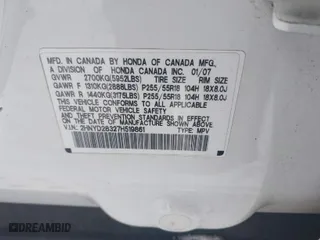 MFD. IN CANADA BY HONDA OF CANADA MFG.,
A DIVISION OF HONDA CANADA INC. 01/07
GVWR 2700KG(5952LBS) TIRE SIZE RIM SIZE
GAWR F 1310KG(2888LBS) P255/55R18 104H 18X8.0J
GAWR R 1440KG(3175LBS) P255/55R18 104H 18X8.0J
THIS VEHICLE CONFORMS TO ALL APPLICABLE
FEDERAL MOTOR VEHICLE SAFETY AND THEFT
PREVENTION STANDARDS IN EFFECT ON THE DATE
OF MANUFACTURE SHOWN ABOVE.
V.I.N: 2HNYD28327H519861 TYPE: MPV
DREAMBID